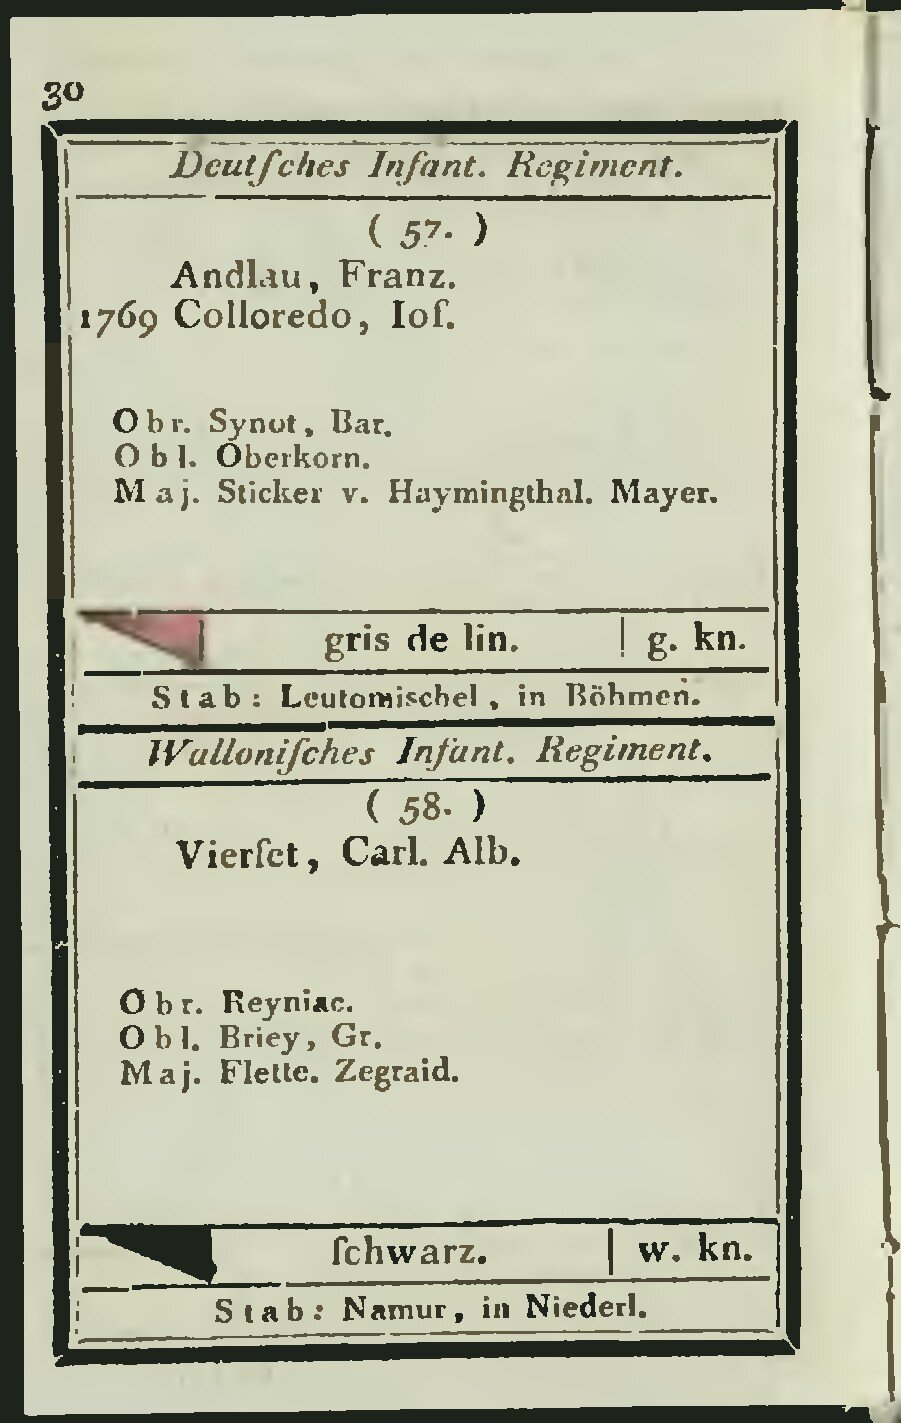 30
Deutſches Infant. Regiment.
( 57. )
Andlau, Franz.
1769 Colloredo, Ioſ.
Obr. Synot, Bar.
Obl. Oberkorn.
Maj. Sticker v. Haymingthal. Mayer.
gris de lin. | g. kn.
Stab: Leutomischel, in Böhmen.
Walloniſches Infant. Regiment.
( 58. )
Vierſet, Carl. Alb.
Obr. Reyniac.
Obl. Briey, Gr.
Maj. Flette. Zegraid.
ſchwarz. | w. kn.
Stab: Namur, in Niederl.